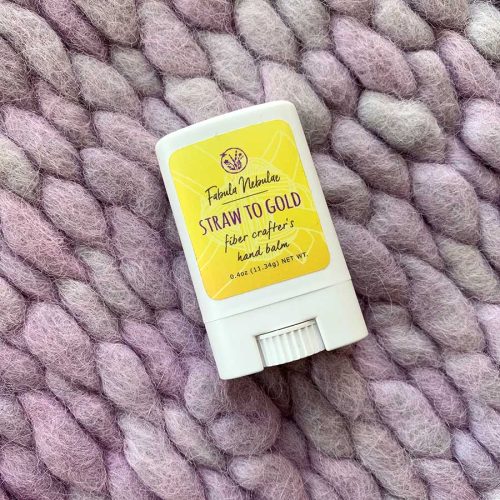 Fabula Nebulae
STRAW TO GOLD
fiber crafter's
hand balm
0.4oz (11.34g) NET WT.